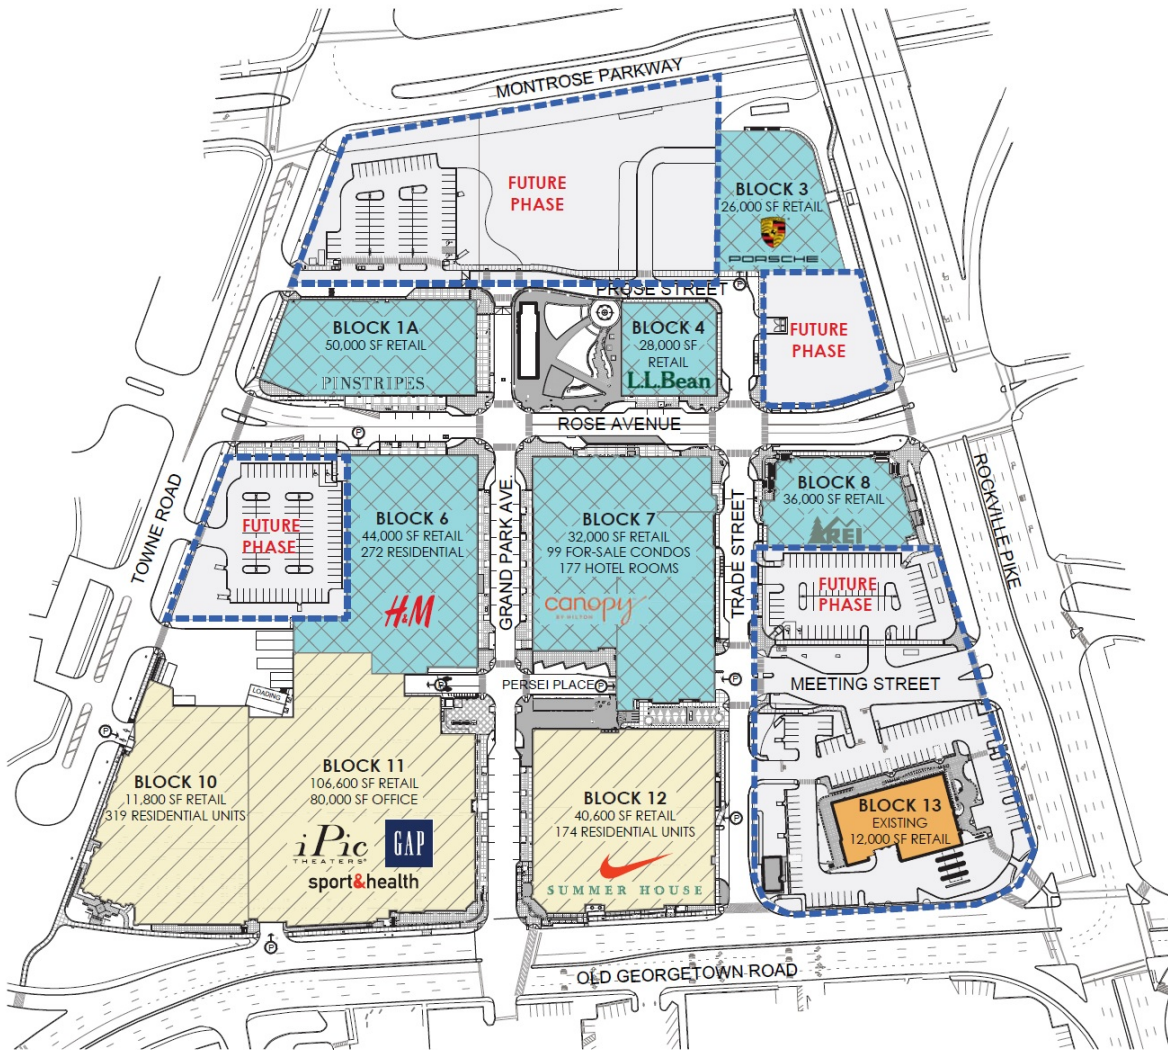 MONTROSE PARKWAY
FUTURE
PHASE
BLOCK 3
26,000 SF RETAIL
PORSCHE
PROSE STREET
P
BLOCK 1A
50,000 SF RETAIL
PINSTRIPES
BLOCK 4
28,000 SF
RETAIL
L.L.Bean
FUTURE
PHASE
ROSE AVENUE
P
TOWNE ROAD
FUTURE
PHASE
BLOCK 6
44,000 SF RETAIL
272 RESIDENTIAL
H&M
GRAND PARK AVE.
BLOCK 7
32,000 SF RETAIL
99 FOR-SALE CONDOS
177 HOTEL ROOMS
canopy
BY HILTON
TRADE STREET
BLOCK 8
36,000 SF RETAIL
REI
ROCKVILLE PIKE
FUTURE
PHASE
MEETING STREET
PERSEI PLACE
P
P
P
LOADING
P
BLOCK 10
11,800 SF RETAIL
319 RESIDENTIAL UNITS
BLOCK 11
106,600 SF RETAIL
80,000 SF OFFICE
iPic
THEATERS
GAP
sport&health
BLOCK 12
40,600 SF RETAIL
174 RESIDENTIAL UNITS
SUMMER HOUSE
P
BLOCK 13
EXISTING
12,000 SF RETAIL
P
OLD GEORGETOWN ROAD